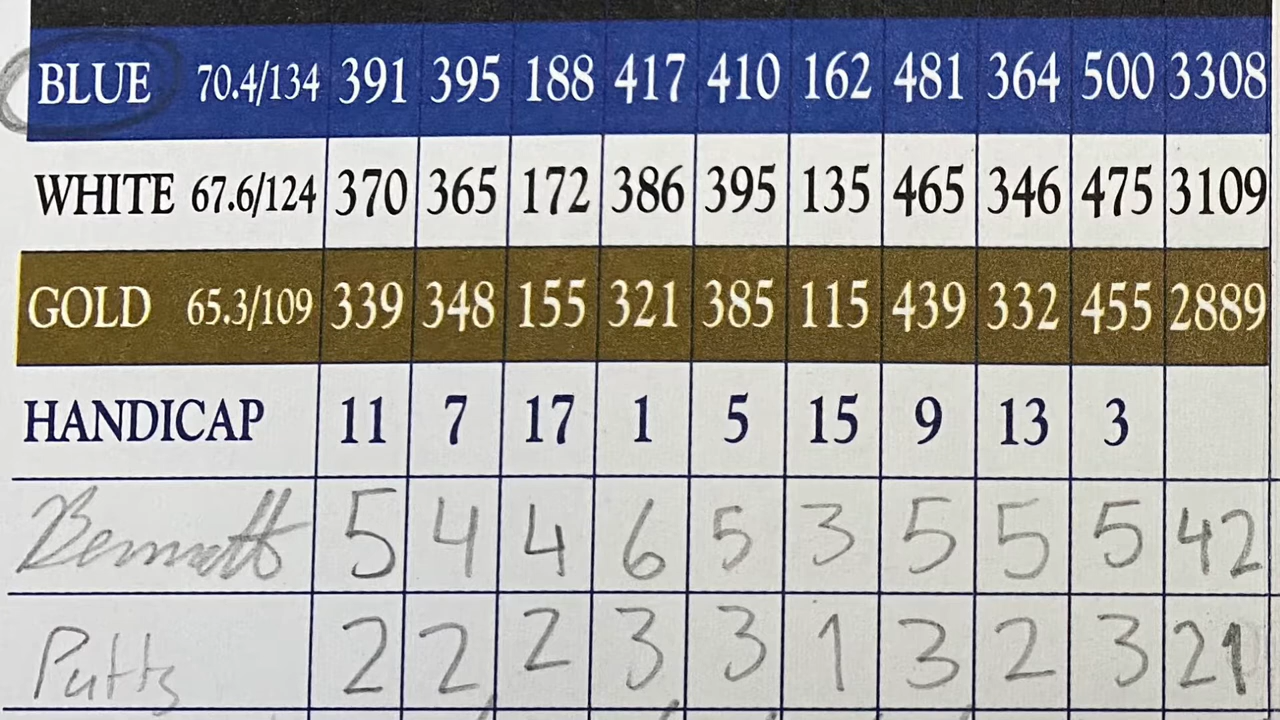 BLUE 70.4/134 391 395 188 417 410 162 481 364 500 3308
WHITE 67.6/124 370 365 172 386 395 135 465 346 475 3109
GOLD 65.3/109 339 348 155 321 385 115 439 332 455 2889
HANDICAP 11 7 17 1 5 15 9 13 3
Bennett 5 4 4 6 5 3 5 5 5 42
Putts 2 2 2 3 3 1 3 2 3 21